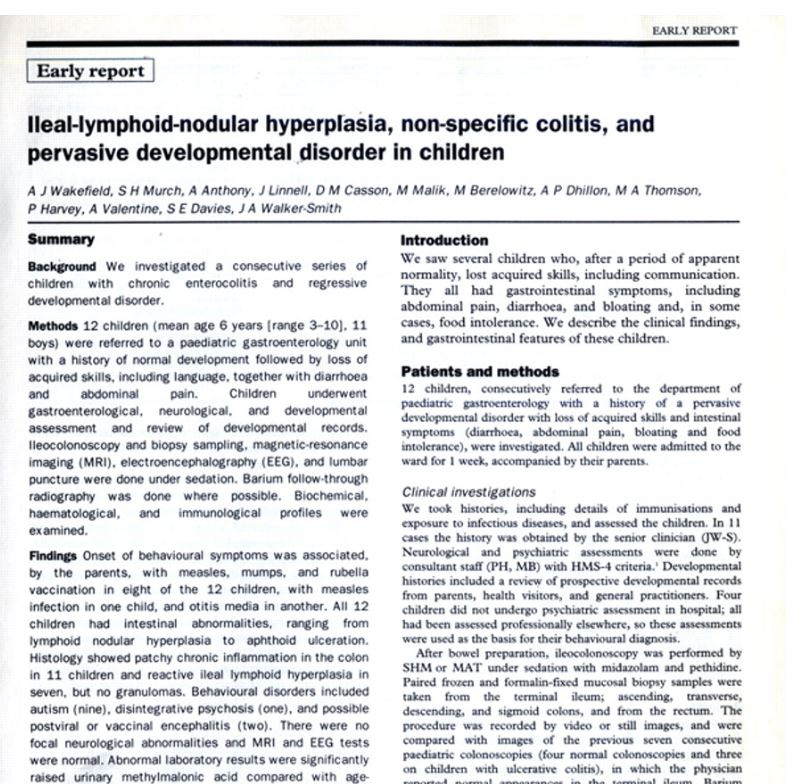 EARLY REPORT
Early report
Ileal-lymphoid-nodular hyperplasia, non-specific colitis, and
pervasive developmental disorder in children
A J Wakefield, S H Murch, A Anthony, J Linnell, D M Casson, M Malik, M Berelowitz, A P Dhillon, M A Thomson,
P Harvey, A Valentine, S E Davies, J A Walker-Smith
Summary
Background We investigated a consecutive series of
children with chronic enterocolitis and regressive
developmental disorder.
Methods 12 children (mean age 6 years [range 3–10], 11
boys) were referred to a paediatric gastroenterology unit
with a history of normal development followed by loss of
acquired skills, including language, together with diarrhoea
and abdominal pain. Children underwent
gastroenterological, neurological, and developmental
assessment and review of developmental records.
Ileocolonoscopy and biopsy sampling, magnetic-resonance
imaging (MRI), electroencephalography (EEG), and lumbar
puncture were done under sedation. Barium follow-through
radiography was done where possible. Biochemical,
haematological, and immunological profiles were
examined.
Findings Onset of behavioural symptoms was associated,
by the parents, with measles, mumps, and rubella
vaccination in eight of the 12 children, with measles
infection in one child, and otitis media in another. All 12
children had intestinal abnormalities, ranging from
lymphoid nodular hyperplasia to aphthoid ulceration.
Histology showed patchy chronic inflammation in the colon
in 11 children and reactive ileal lymphoid hyperplasia in
seven, but no granulomas. Behavioural disorders included
autism (nine), disintegrative psychosis (one), and possible
postviral or vaccinal encephalitis (two). There were no
focal neurological abnormalities and MRI and EEG tests
were normal. Abnormal laboratory results were significantly
raised urinary methylmalonic acid compared with age-
Introduction
We saw several children who, after a period of apparent
normality, lost acquired skills, including communication.
They all had gastrointestinal symptoms, including
abdominal pain, diarrhoea, and bloating and, in some
cases, food intolerance. We describe the clinical findings,
and gastrointestinal features of these children.
Patients and methods
12 children, consecutively referred to the department of
paediatric gastroenterology with a history of a pervasive
developmental disorder with loss of acquired skills and intestinal
symptoms (diarrhoea, abdominal pain, bloating and food
intolerance), were investigated. All children were admitted to the
ward for 1 week, accompanied by their parents.
Clinical investigations
We took histories, including details of immunisations and
exposure to infectious diseases, and assessed the children. In 11
cases the history was obtained by the senior clinician (JW-S).
Neurological and psychiatric assessments were done by
consultant staff (PH, MB) with HMS-4 criteria.¹ Developmental
histories included a review of prospective developmental records
from parents, health visitors, and general practitioners. Four
children did not undergo psychiatric assessment in hospital; all
had been assessed professionally elsewhere, so these assessments
were used as the basis for their behavioural diagnosis.
After bowel preparation, ileocolonoscopy was performed by
SHM or MAT under sedation with midazolam and pethidine.
Paired frozen and formalin-fixed mucosal biopsy samples were
taken from the terminal ileum; ascending, transverse,
descending, and sigmoid colons, and from the rectum. The
procedure was recorded by video or still images, and were
compared with images of the previous seven consecutive
paediatric colonoscopies (four normal colonoscopies and three
on children with ulcerative colitis), in which the physician
reported normal appearances in the terminal ileum. Barium